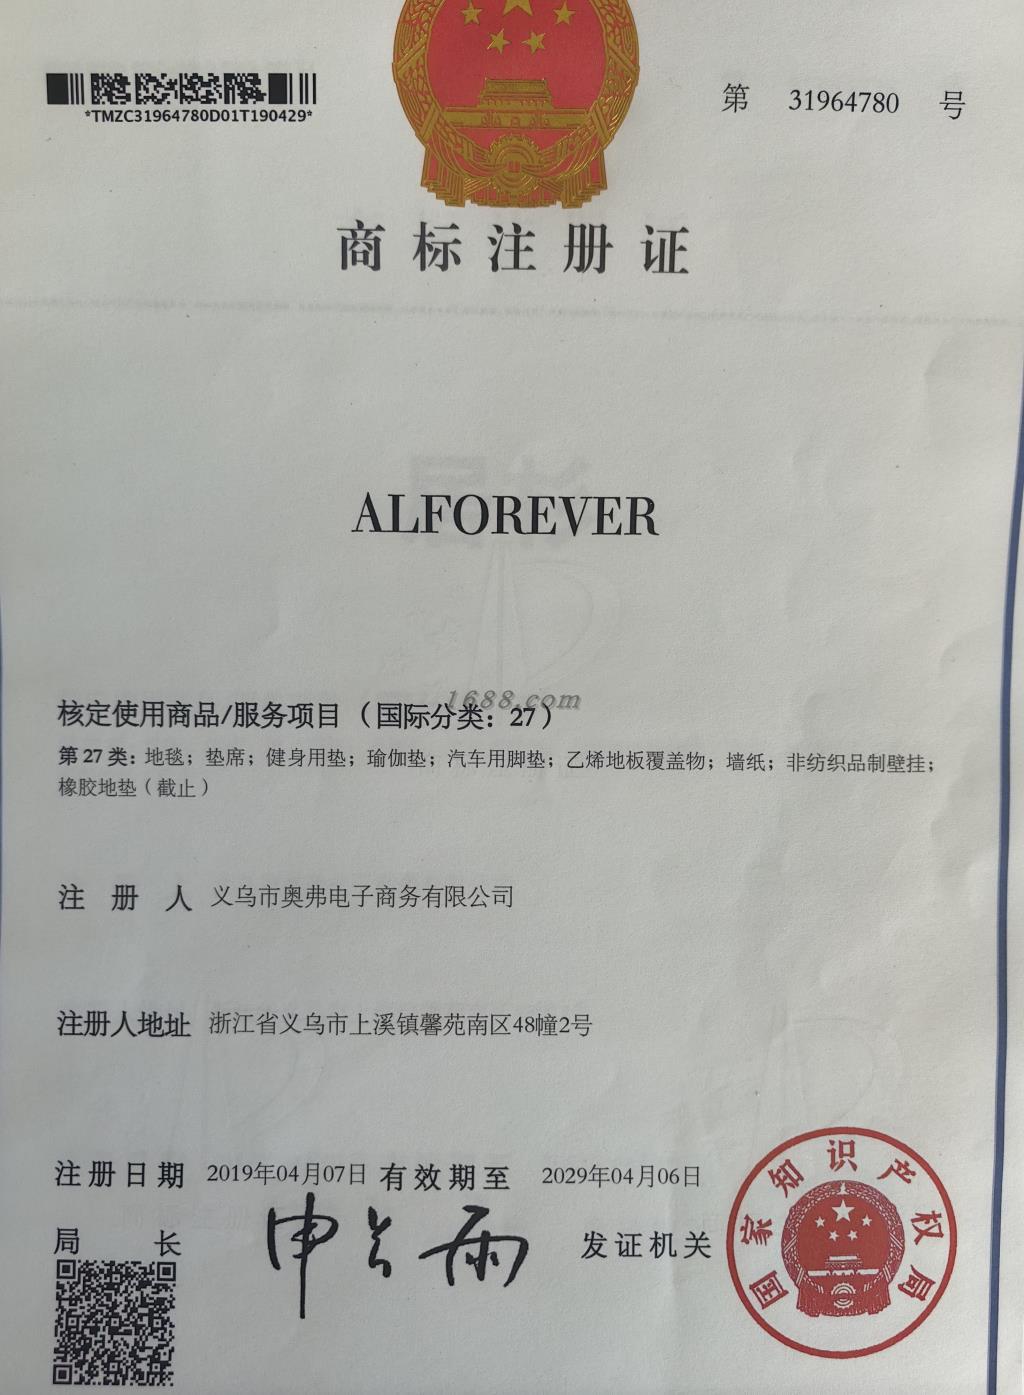 *TMZC31964780D01T190429*
第 31964780 号
商标注册证
ALFOREVER
1688.com
核定使用商品/服务项目（国际分类：27）
第27类：地毯；垫席；健身用垫；瑜伽垫；汽车用脚垫；乙烯地板覆盖物；墙纸；非纺织品制壁挂；
橡胶地垫（截止）
注册人 义乌市奥弗电子商务有限公司
注册人地址 浙江省义乌市上溪镇馨苑南区48幢2号
注册日期 2019年04月07日 有效期至 2029年04月06日
局长 申长雨 发证机关
国家知识产权局